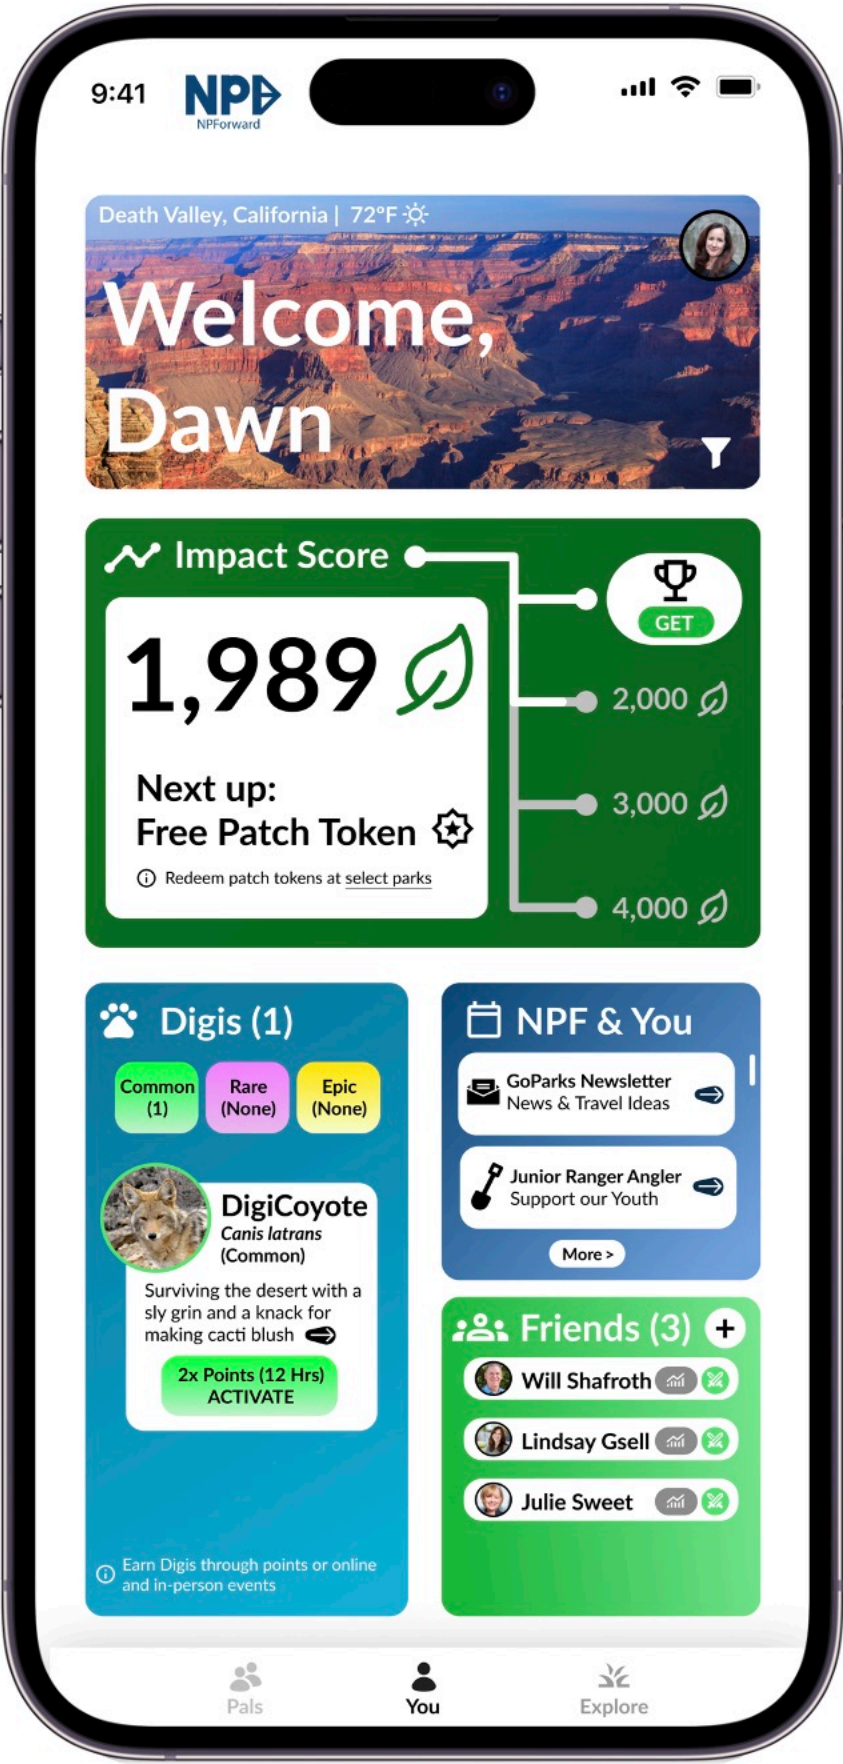 9:41
NPF
NPForward
Death Valley, California | 72°F
Welcome,
Dawn
Impact Score
1,989
Next up:
Free Patch Token
Redeem patch tokens at select parks
GET
2,000
3,000
4,000
Digis (1)
Common
(1)
Rare
(None)
Epic
(None)
DigiCoyote
Canis latrans
(Common)
Surviving the desert with a
sly grin and a knack for
making cacti blush
2x Points (12 Hrs)
ACTIVATE
Earn Digis through points or online
and in-person events
NPF & You
GoParks Newsletter
News & Travel Ideas
Junior Ranger Angler
Support our Youth
More >
Friends (3)
+
Will Shafroth
Lindsay Gsell
Julie Sweet
Pals
You
Explore